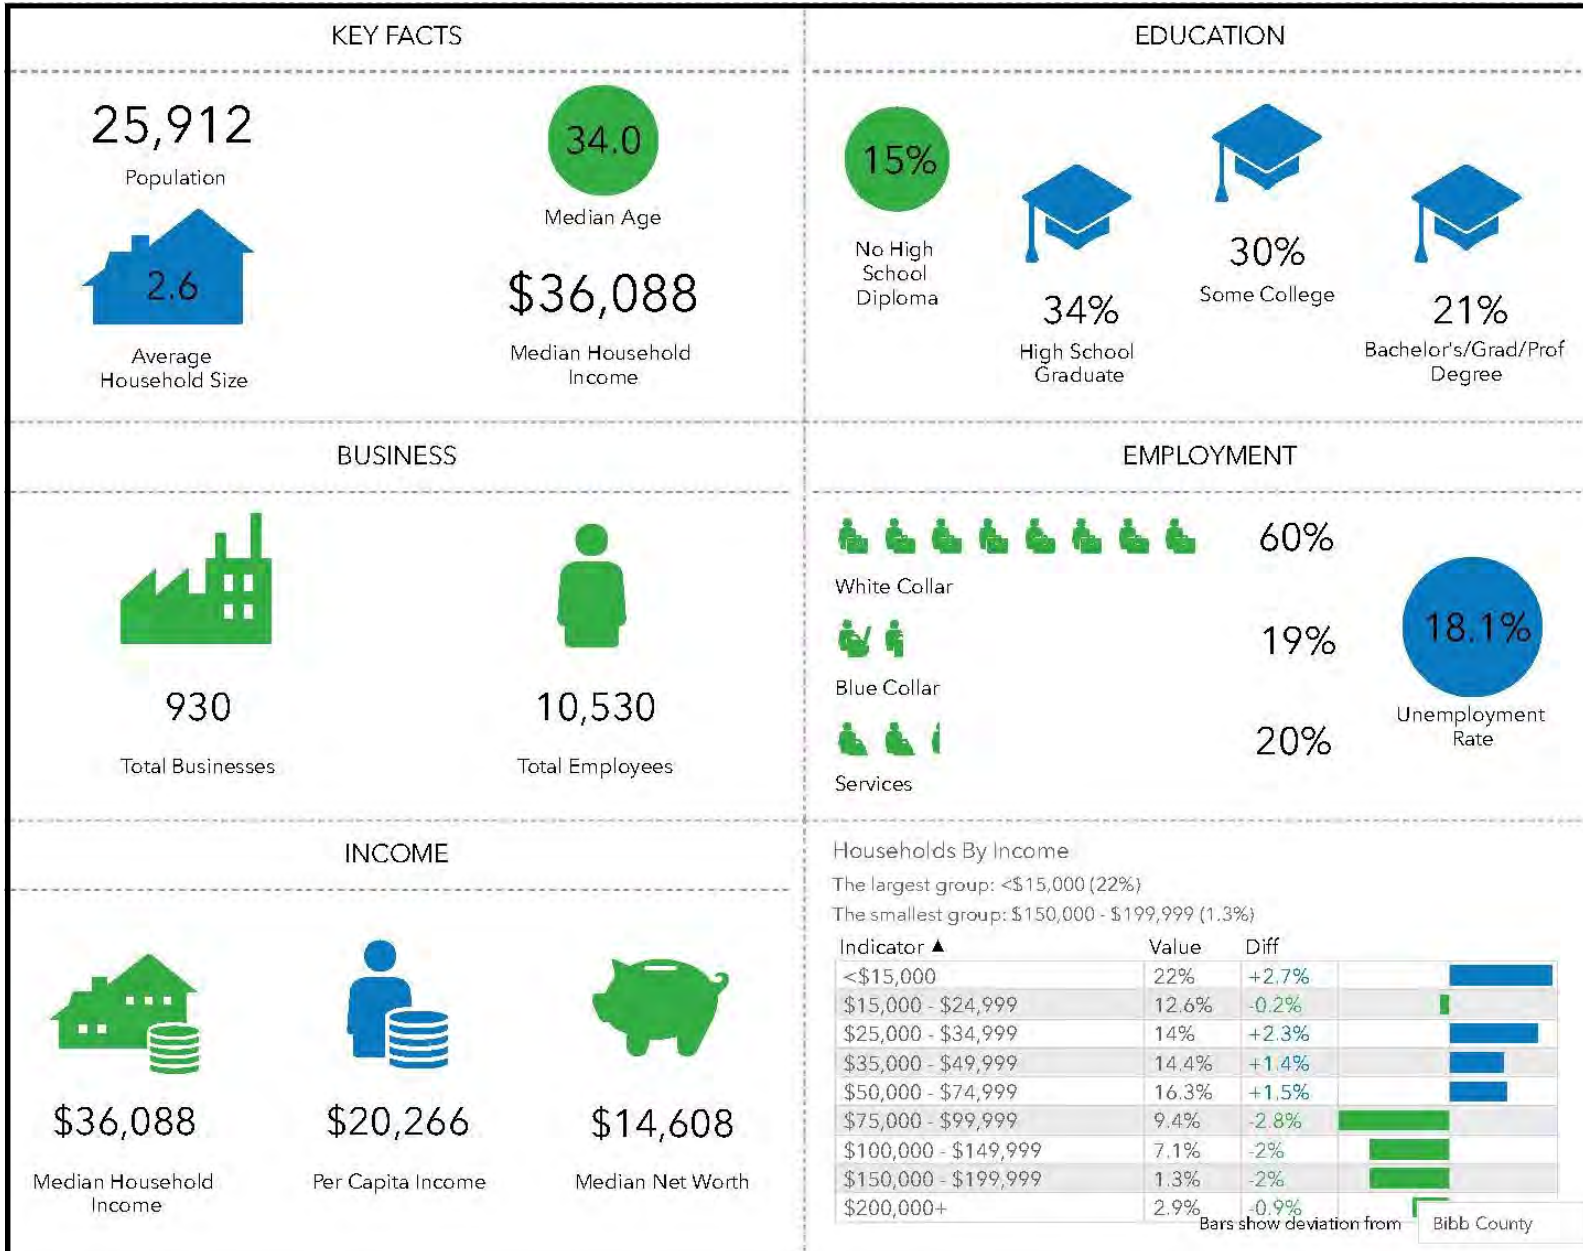 KEY FACTS
25,912
Population
34.0
Median Age
2.6
Average
Household Size
$36,088
Median Household
Income
EDUCATION
15%
No High
School
Diploma
34%
High School
Graduate
30%
Some College
21%
Bachelor's/Grad/Prof
Degree
BUSINESS
930
Total Businesses
10,530
Total Employees
EMPLOYMENT
60%
White Collar
19%
Blue Collar
20%
Services
18.1%
Unemployment
Rate
INCOME
$36,088
Median Household
Income
$20,266
Per Capita Income
$14,608
Median Net Worth
Households By Income
The largest group: <$15,000 (22%)
The smallest group: $150,000 - $199,999 (1.3%)
Indicator ▲ Value Diff
<$15,000 22% +2.7%
$15,000 - $24,999 12.6% -0.2%
$25,000 - $34,999 14% +2.3%
$35,000 - $49,999 14.4% +1.4%
$50,000 - $74,999 16.3% +1.5%
$75,000 - $99,999 9.4% -2.8%
$100,000 - $149,999 7.1% -2%
$150,000 - $199,999 1.3% -2%
$200,000+ 2.9% -0.9%
Bars show deviation from Bibb County